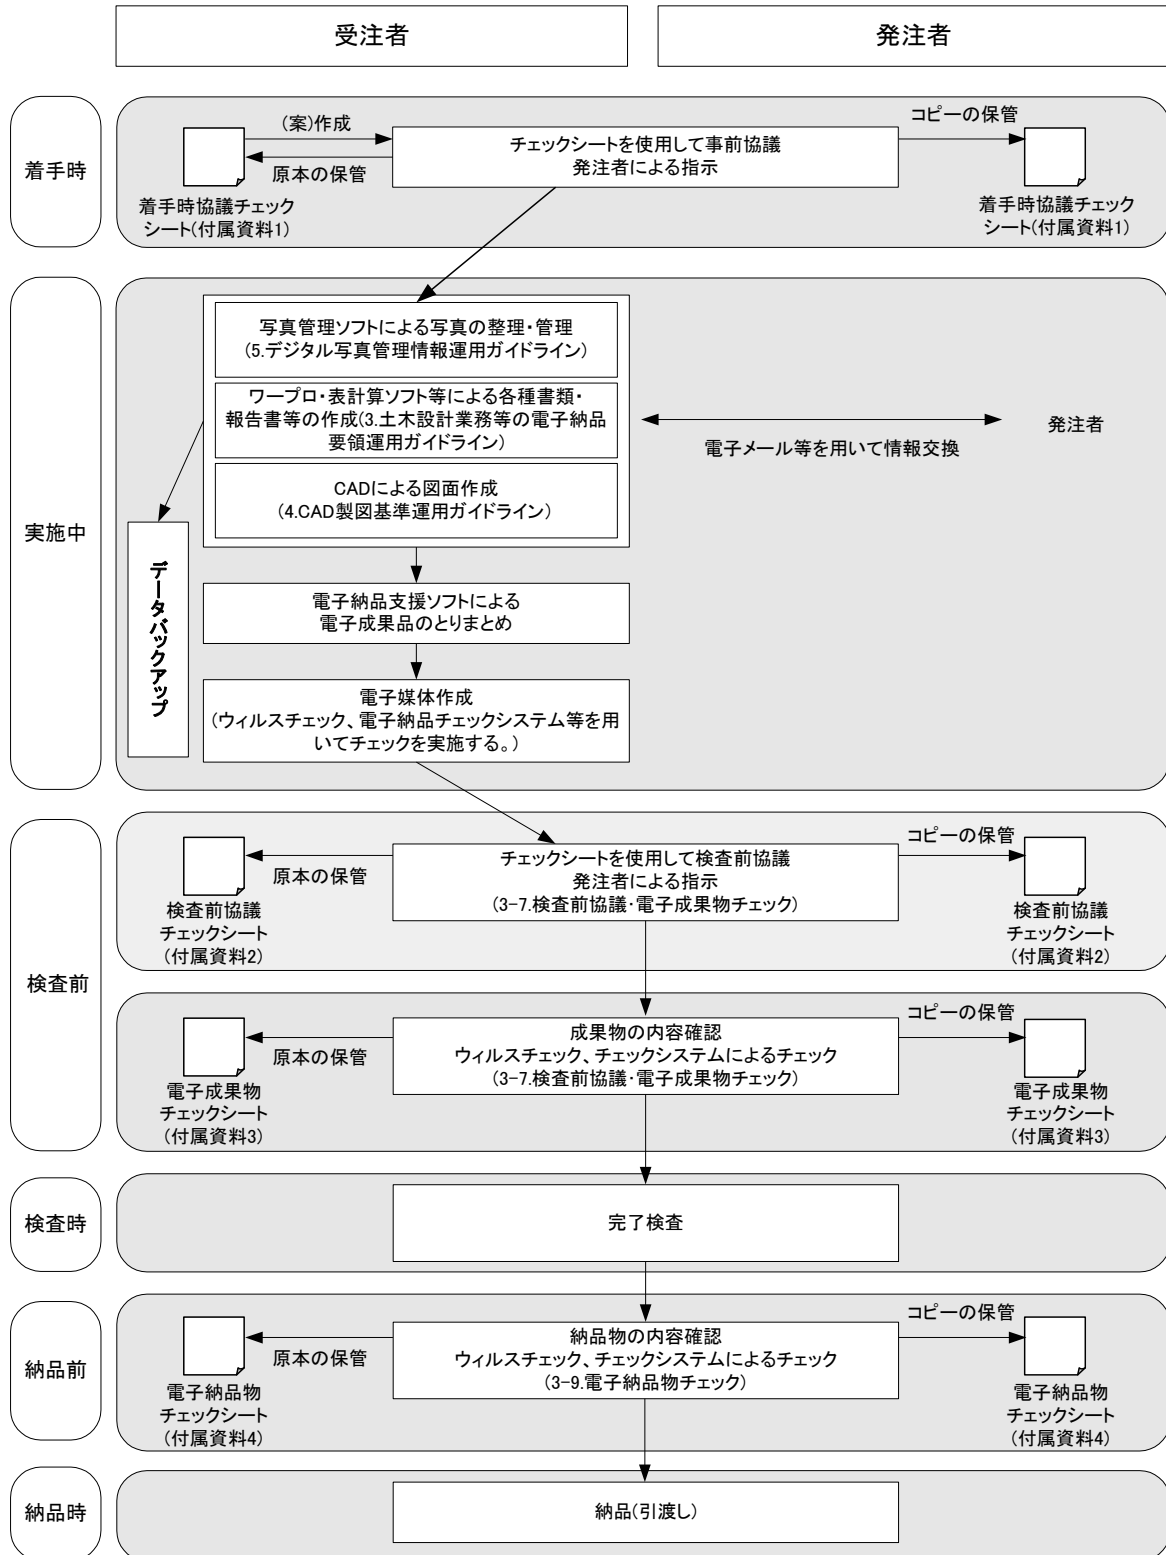 受注者
発注者
着手時
(案)作成
原本の保管
着手時協議チェック
シート(付属資料1)
チェックシートを使用して事前協議
発注者による指示
コピーの保管
着手時協議チェック
シート(付属資料1)
実施中
写真管理ソフトによる写真の整理・管理
(5.デジタル写真管理情報運用ガイドライン)
ワープロ・表計算ソフト等による各種書類・
報告書等の作成(3.土木設計業務等の電子納品
要領運用ガイドライン)
CADによる図面作成
(4.CAD製図基準運用ガイドライン)
電子メール等を用いて情報交換
発注者
データバックアップ
電子納品支援ソフトによる
電子成果品のとりまとめ
電子媒体作成
(ウィルスチェック、電子納品チェックシステム等を用
いてチェックを実施する。)
検査前
原本の保管
検査前協議
チェックシート
(付属資料2)
チェックシートを使用して検査前協議
発注者による指示
(3-7.検査前協議・電子成果物チェック)
コピーの保管
検査前協議
チェックシート
(付属資料2)
原本の保管
電子成果物
チェックシート
(付属資料3)
成果物の内容確認
ウィルスチェック、チェックシステムによるチェック
(3-7.検査前協議・電子成果物チェック)
コピーの保管
電子成果物
チェックシート
(付属資料3)
検査時
完了検査
納品前
原本の保管
電子納品物
チェックシート
(付属資料4)
納品物の内容確認
ウィルスチェック、チェックシステムによるチェック
(3-9.電子納品物チェック)
コピーの保管
電子納品物
チェックシート
(付属資料4)
納品時
納品(引渡し)